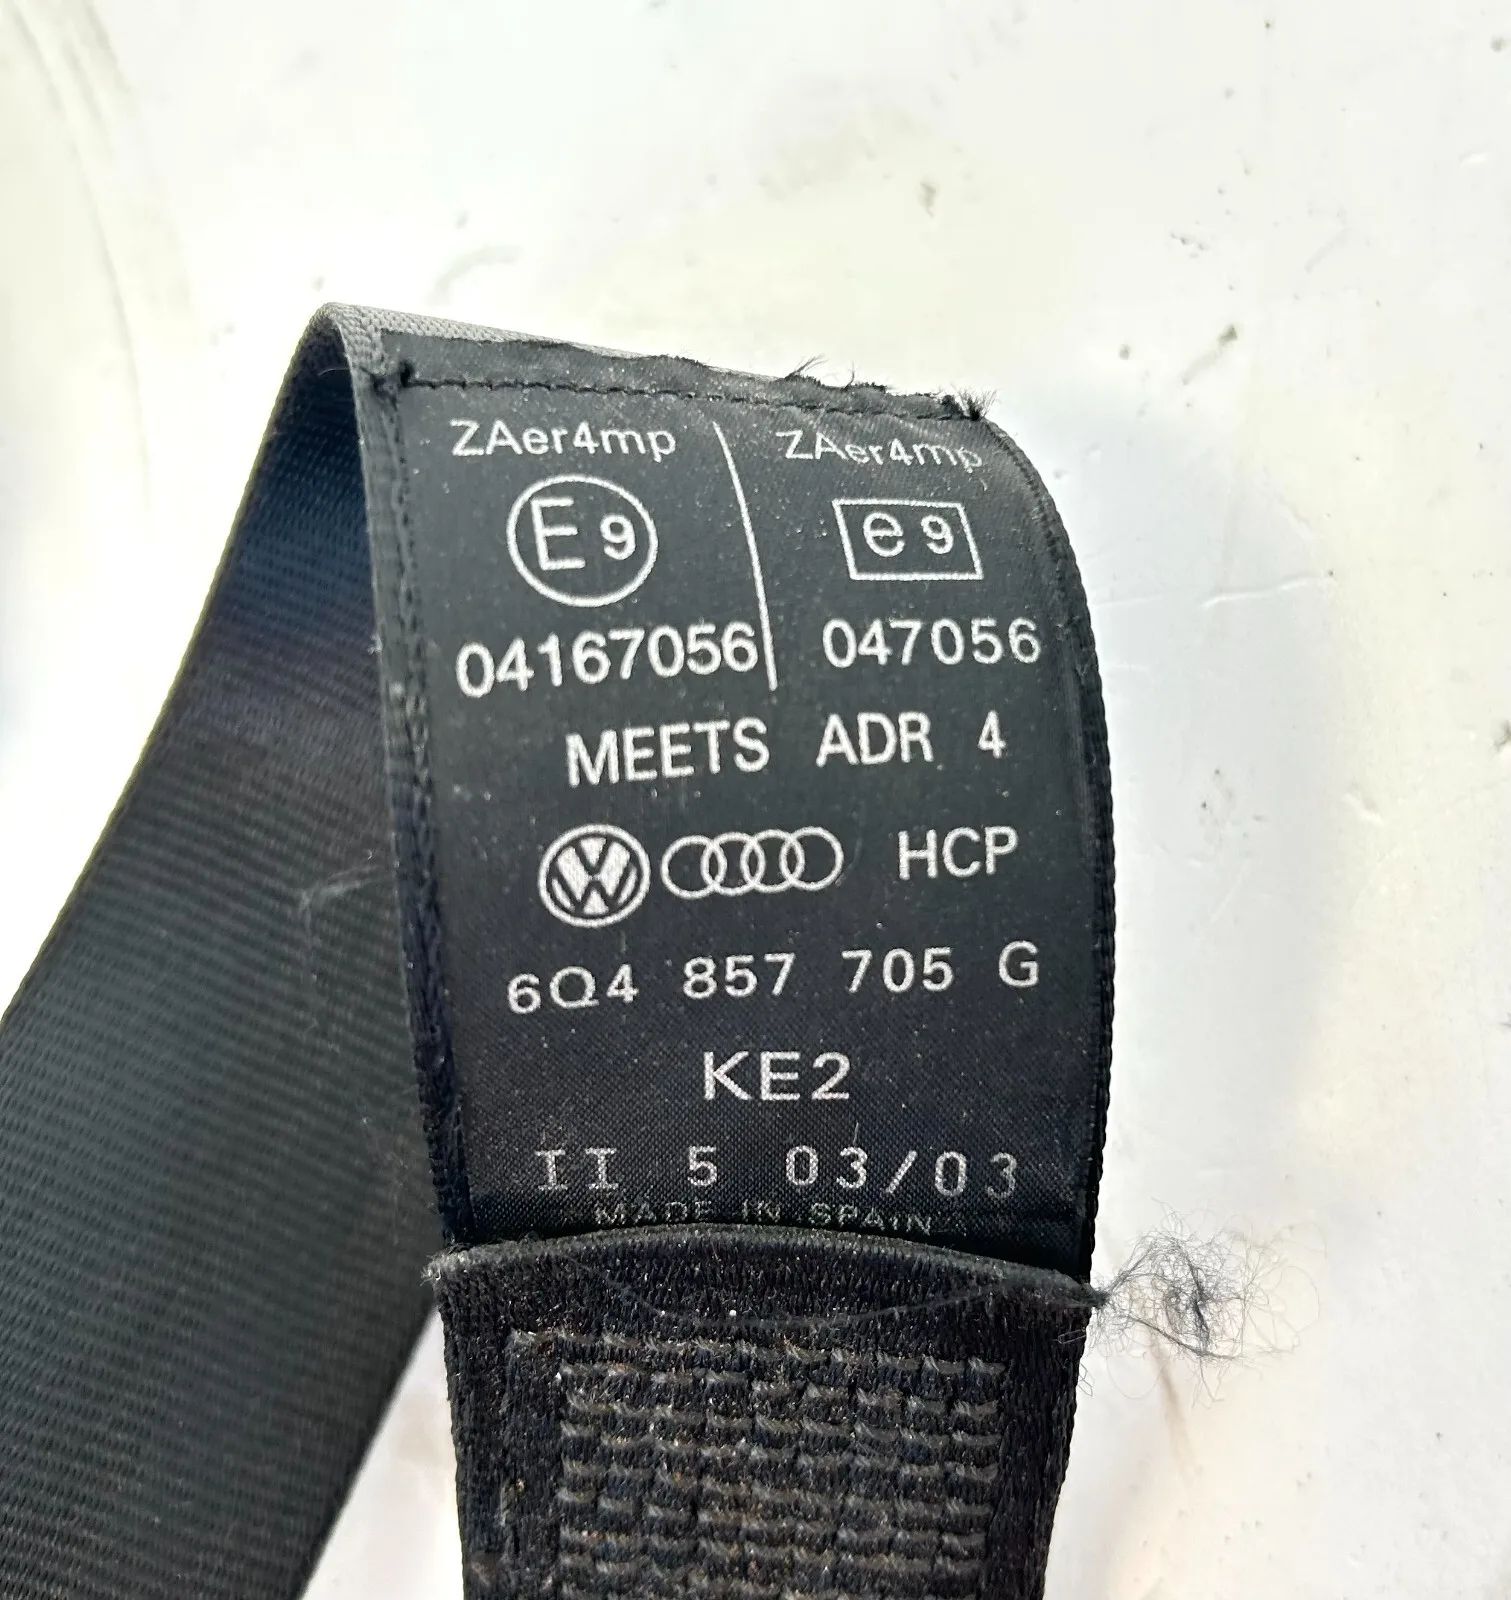 ZAer4mp ZAer4mp
E9 e9
04167056 047056
MEETS ADR 4
VW HCP
6Q4 857 705 G
KE2
II 5 03/03
MADE IN SPAIN